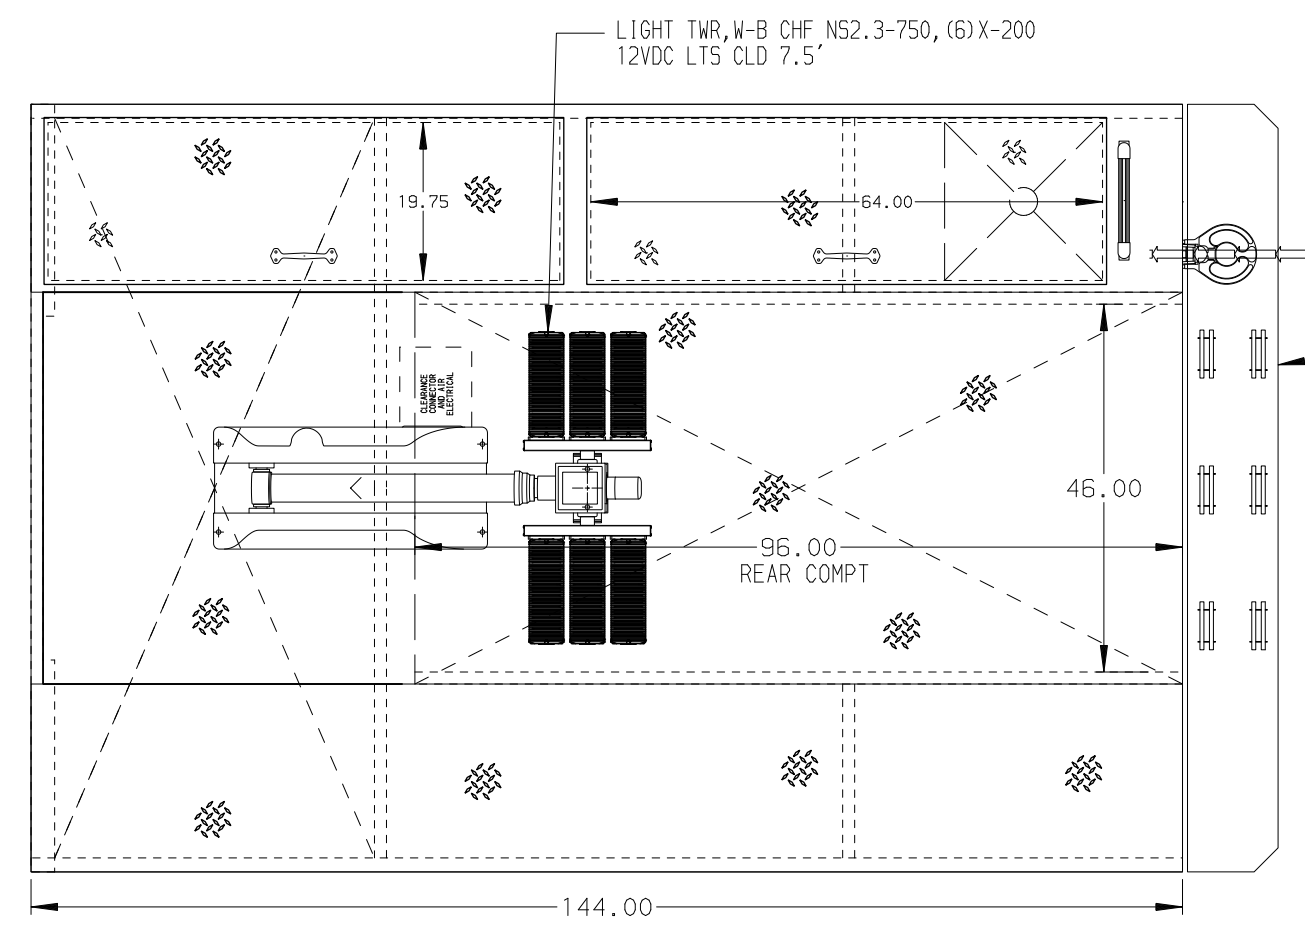 LIGHT TWR,W-B CHF NS2.3-750,(6)X-200
12VDC LTS CLD 7.5'
19.75
64.00
CLEARANCE
CONNECTOR
AND AIR
ELECTRICAL
46.00
96.00
REAR COMPT
144.00